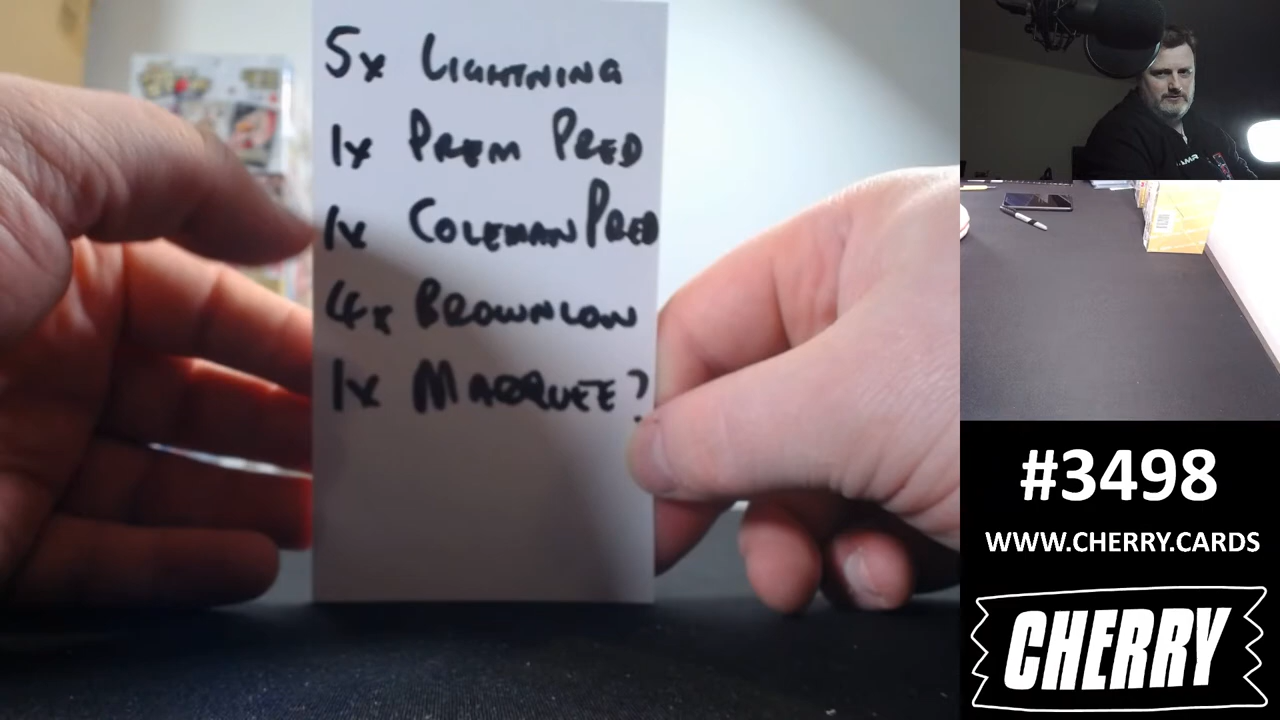 5x LIGHTNING
1x PREM PRED
1x COLEMAN PRED
4x BROWNLOW
1x MARQUEE?
#3498
WWW.CHERRY.CARDS
CHERRY